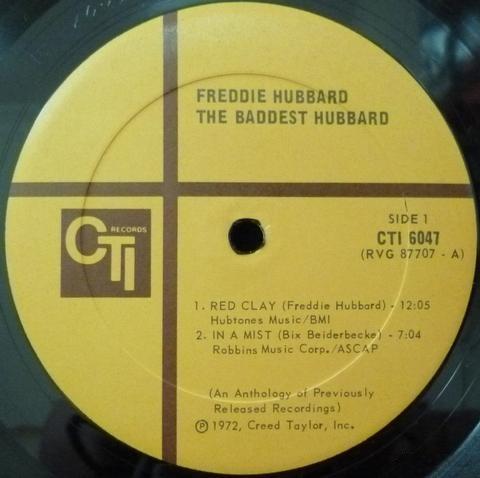 FREDDIE HUBBARD
THE BADDEST HUBBARD
CTI RECORDS
SIDE 1
CTI 6047
(RVG 87707 - A)
1. RED CLAY (Freddie Hubbard) - 12:05
Hubtones Music/BMI
2. IN A MIST (Bix Beiderbecke) - 7:04
Robbins Music Corp./ASCAP
(An Anthology of Previously
Released Recordings)
℗ 1972, Creed Taylor, Inc.